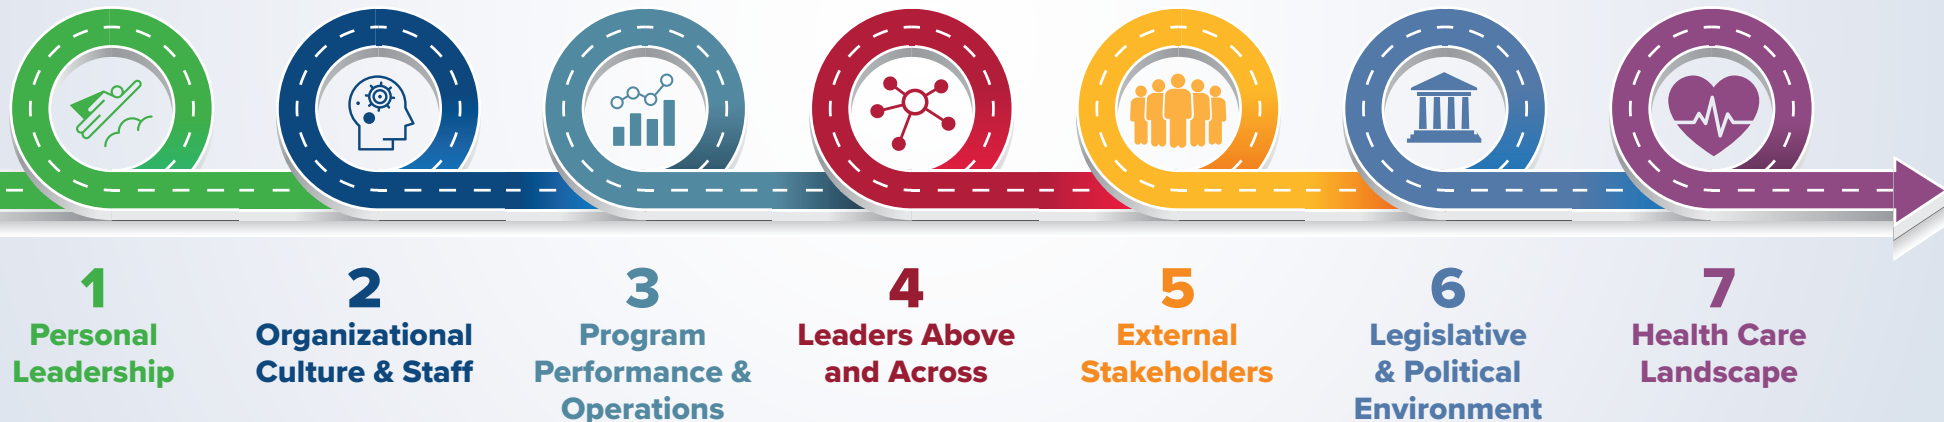 1
Personal
Leadership
2
Organizational
Culture & Staff
3
Program
Performance &
Operations
4
Leaders Above
and Across
5
External
Stakeholders
6
Legislative
& Political
Environment
7
Health Care
Landscape